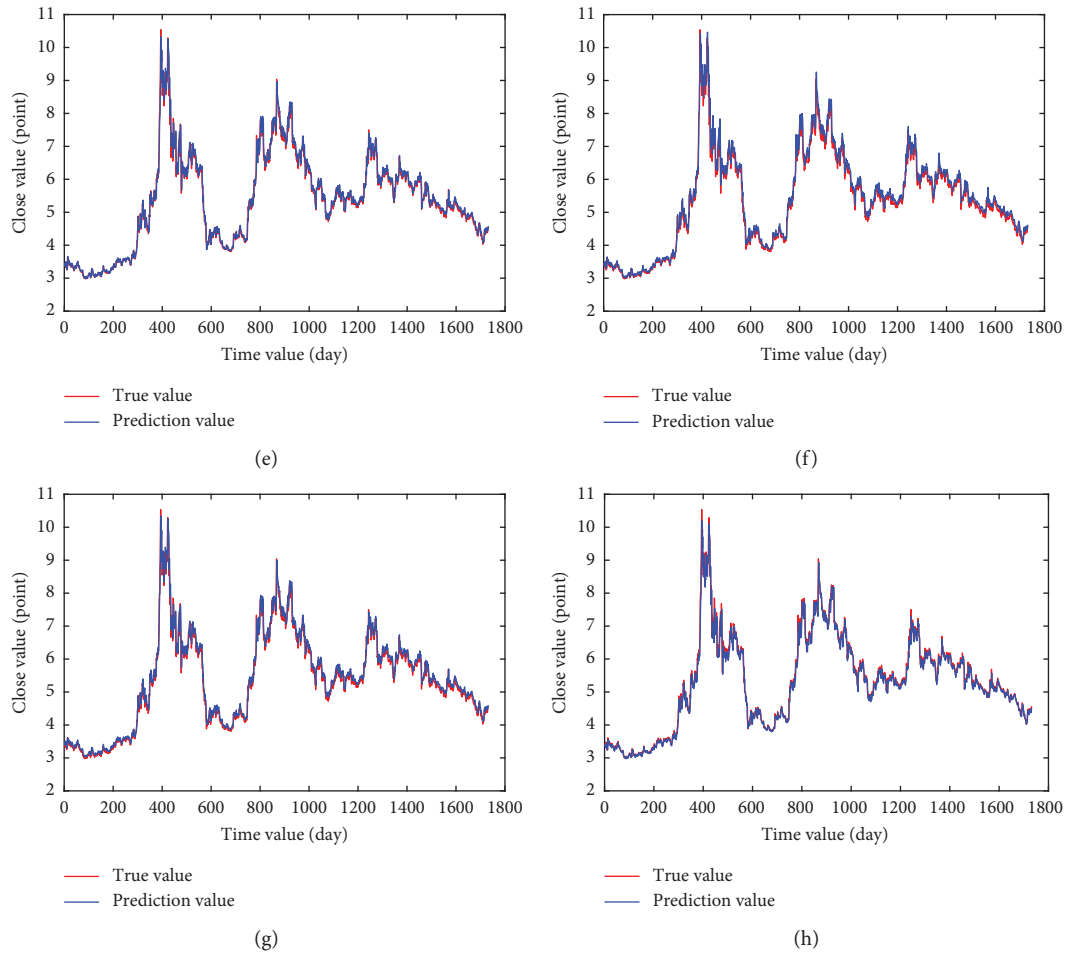 11
10
9
8
7
6
5
4
3
2
Close value (point)
0 200 400 600 800 1000 1200 1400 1600 1800
Time value (day)
True value
Prediction value
(e)
11
10
9
8
7
6
5
4
3
2
Close value (point)
0 200 400 600 800 1000 1200 1400 1600 1800
Time value (day)
True value
Prediction value
(f)
11
10
9
8
7
6
5
4
3
2
Close value (point)
0 200 400 600 800 1000 1200 1400 1600 1800
Time value (day)
True value
Prediction value
(g)
11
10
9
8
7
6
5
4
3
2
Close value (point)
0 200 400 600 800 1000 1200 1400 1600 1800
Time value (day)
True value
Prediction value
(h)